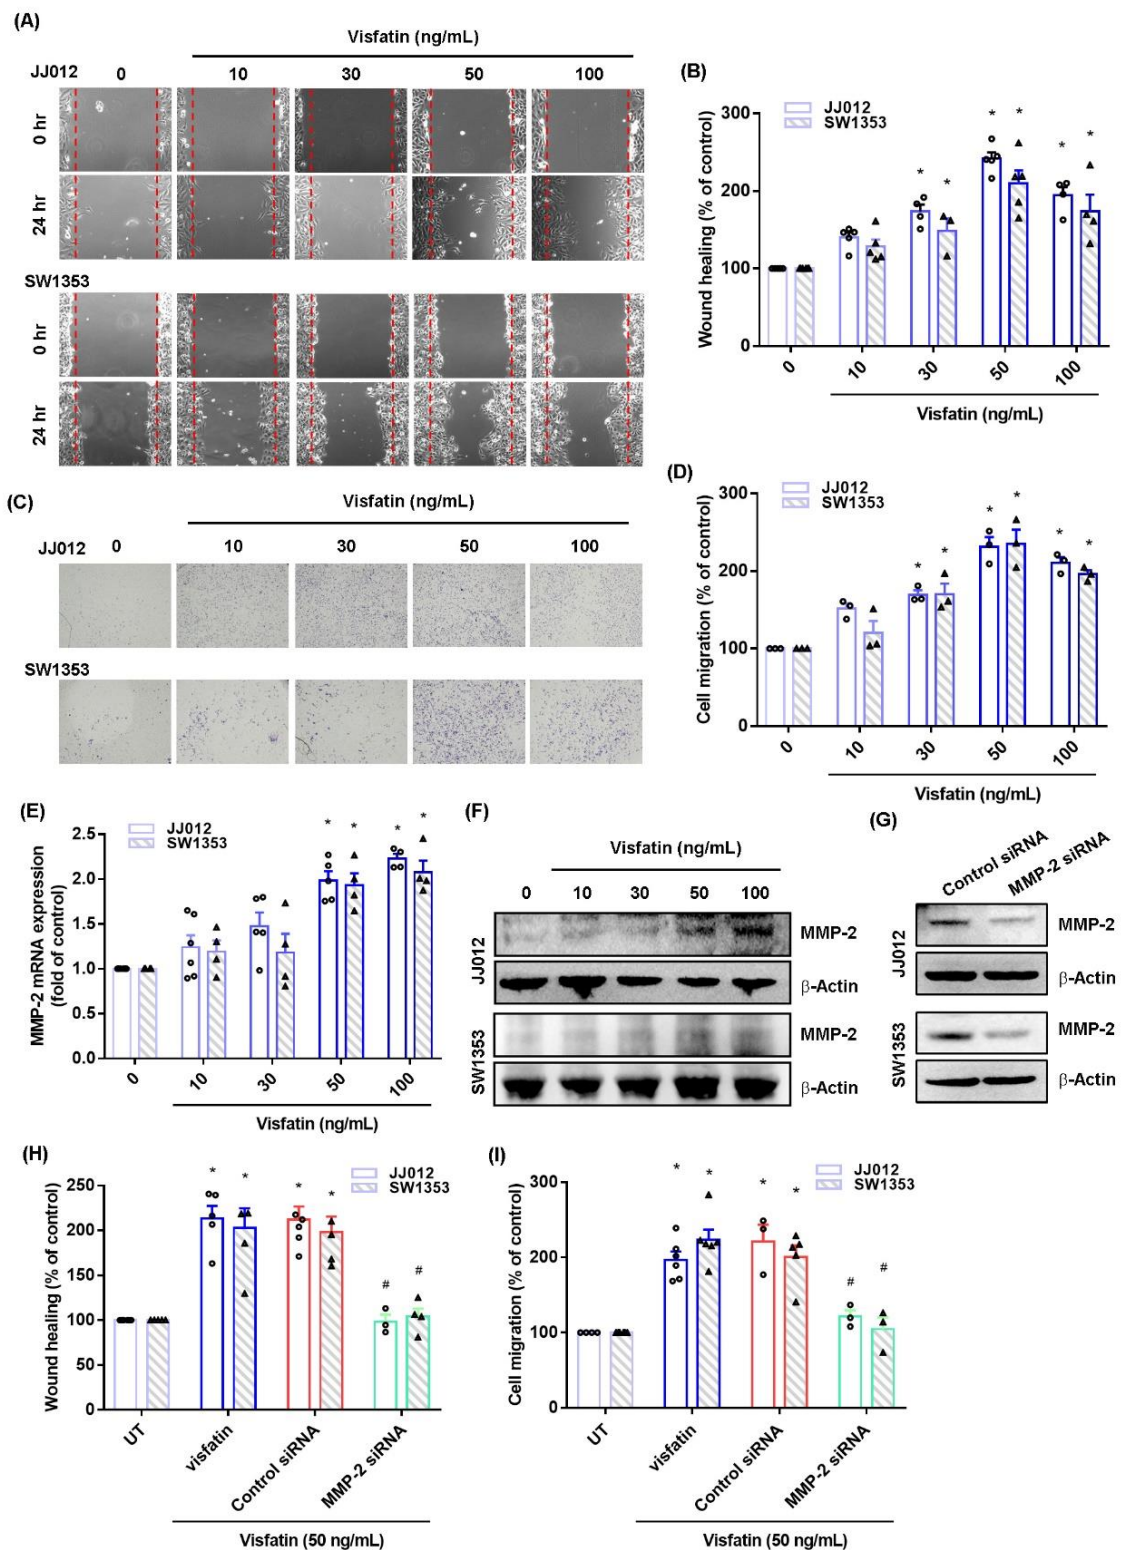 (A)
Visfatin (ng/mL)
JJ012 0 10 30 50 100
0 hr
24 hr
SW1353
0 hr
24 hr
(B)
JJ012
SW1353
Wound healing (% of control)
300
200
100
0
* * * * * *
0 10 30 50 100
Visfatin (ng/mL)
(C)
Visfatin (ng/mL)
JJ012 0 10 30 50 100
SW1353
(D)
JJ012
SW1353
Cell migration (% of control)
300
200
100
0
* * * * * *
0 10 30 50 100
Visfatin (ng/mL)
(E)
JJ012
SW1353
MMP-2 mRNA expression
(fold of control)
2.5
2.0
1.5
1.0
0.5
0.0
* * * *
0 10 30 50 100
Visfatin (ng/mL)
(F)
Visfatin (ng/mL)
0 10 30 50 100
JJ012
MMP-2
β-Actin
SW1353
MMP-2
β-Actin
(G)
Control siRNA
MMP-2 siRNA
JJ012
MMP-2
β-Actin
SW1353
MMP-2
β-Actin
(H)
JJ012
SW1353
Wound healing (% of control)
250
200
150
100
50
0
* * * * # #
UT visfatin Control siRNA MMP-2 siRNA
Visfatin (50 ng/mL)
(I)
JJ012
SW1353
Cell migration (% of control)
300
200
100
0
* * * * # #
UT visfatin Control siRNA MMP-2 siRNA
Visfatin (50 ng/mL)